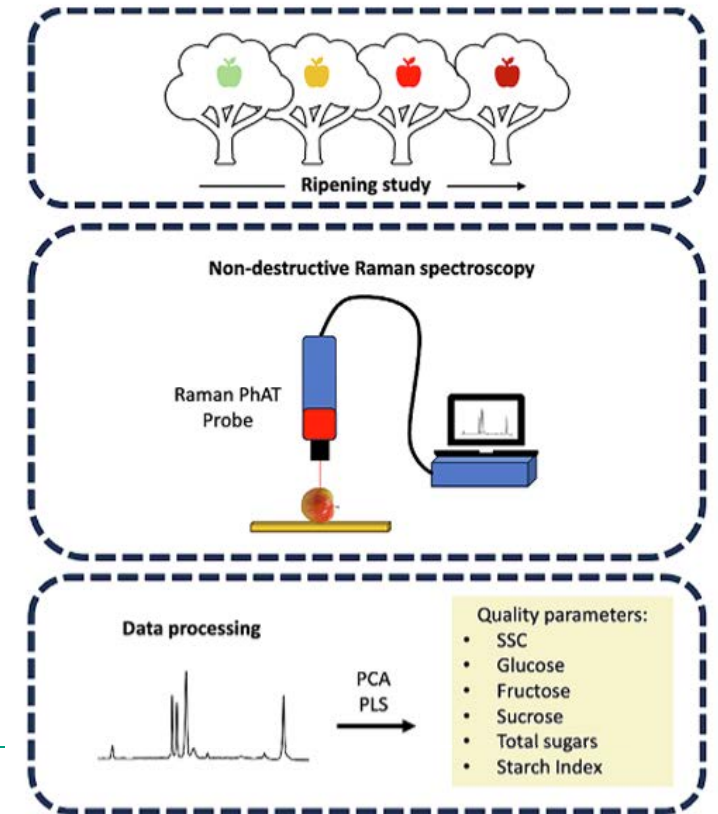 Ripening study
Non-destructive Raman spectroscopy
Raman PhAT
Probe
Data processing
PCA
PLS
Quality parameters:
• SSC
• Glucose
• Fructose
• Sucrose
• Total sugars
• Starch Index